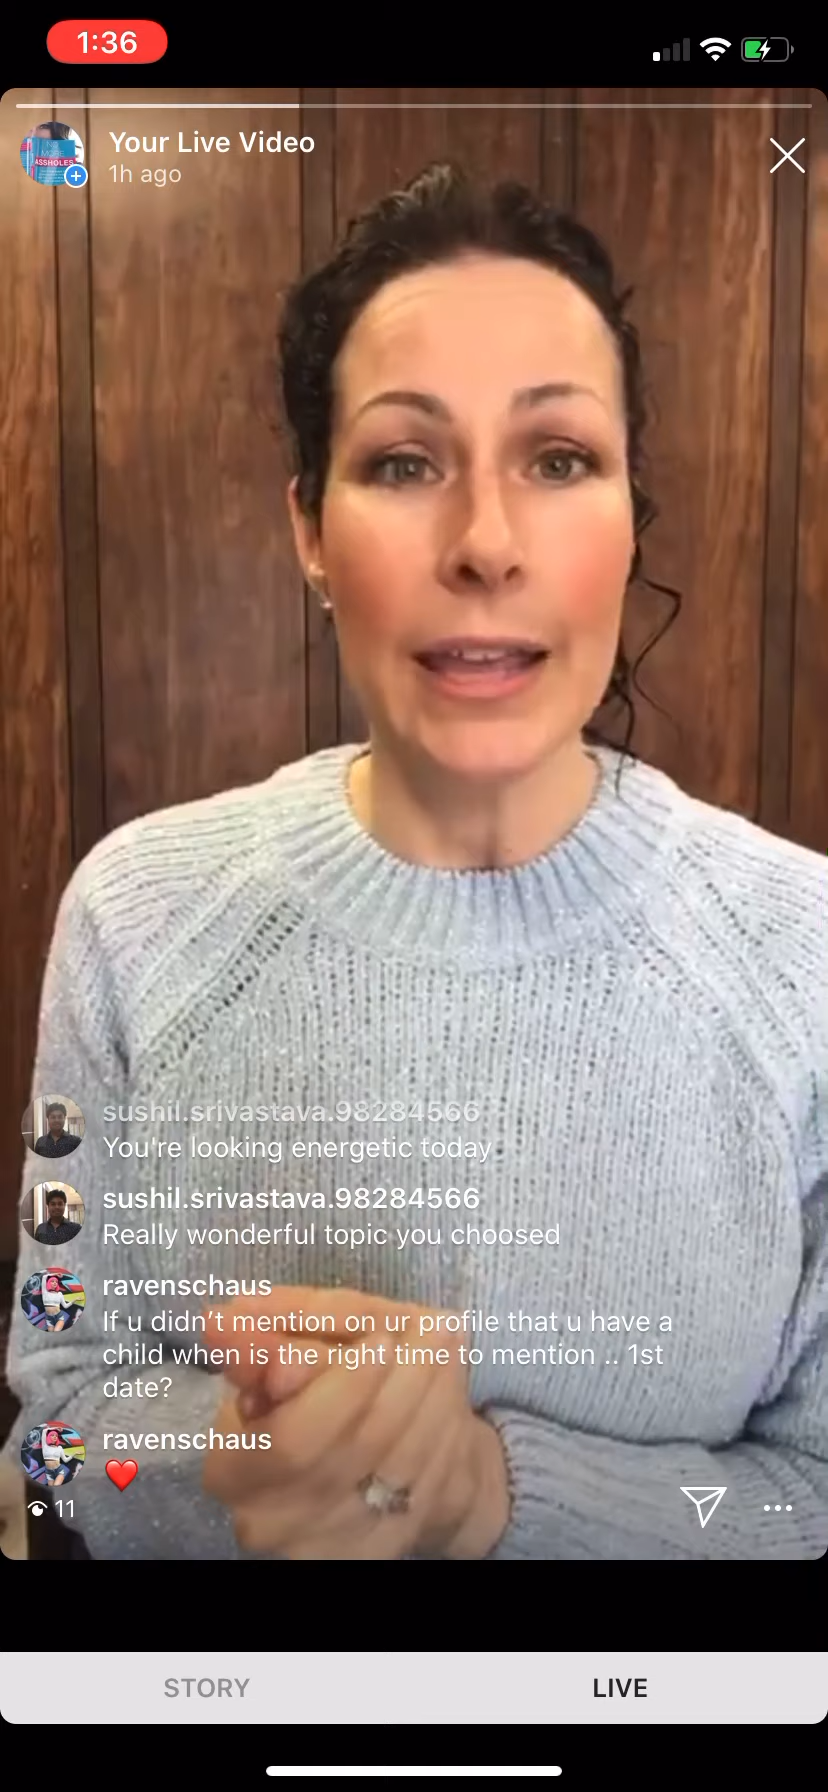 1:36
Your Live Video
1h ago
ASSHOLES
sushil.srivastava.98284566
You're looking energetic today
sushil.srivastava.98284566
Really wonderful topic you choosed
ravenschaus
If u didn’t mention on ur profile that u have a
child when is the right time to mention .. 1st
date?
ravenschaus
11
STORY
LIVE